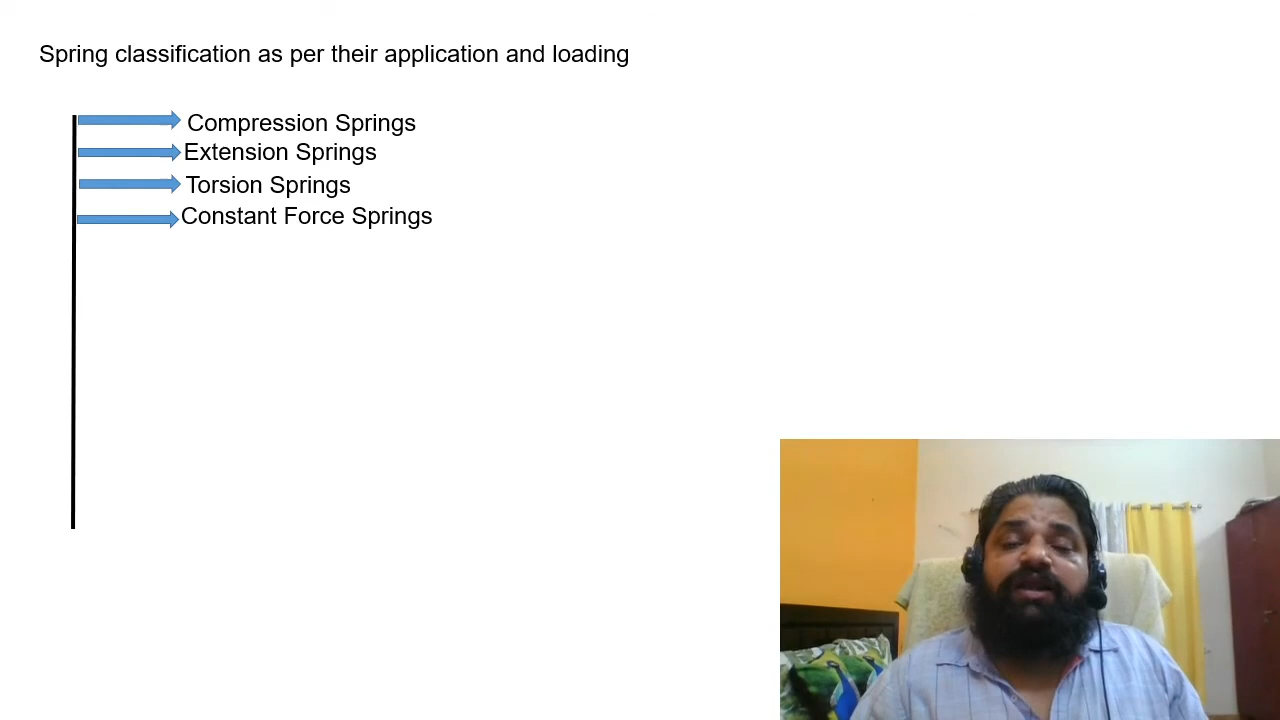 Spring classification as per their application and loading
Compression Springs
Extension Springs
Torsion Springs
Constant Force Springs